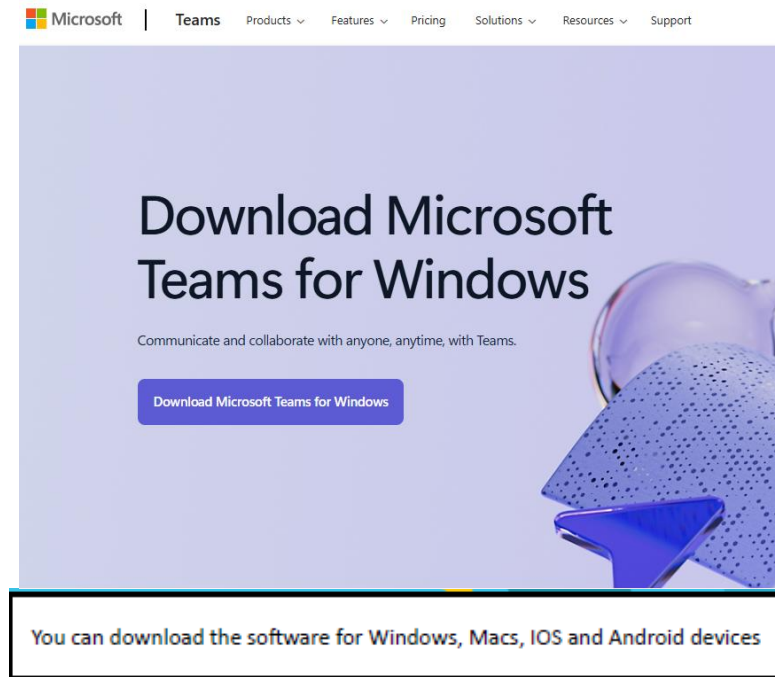 Microsoft | Teams Products Features Pricing Solutions Resources Support
Download Microsoft
Teams for Windows
Communicate and collaborate with anyone, anytime, with Teams.
Download Microsoft Teams for Windows
You can download the software for Windows, Macs, IOS and Android devices